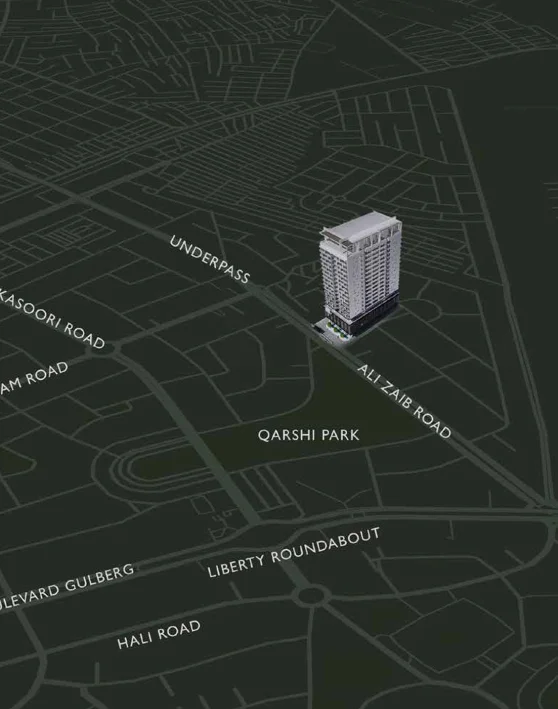 UNDERPASS
KASOORI ROAD
AM ROAD
ALI ZAIB ROAD
QARSHI PARK
LIBERTY ROUNDABOUT
ULEVARD GULBERG
HALI ROAD